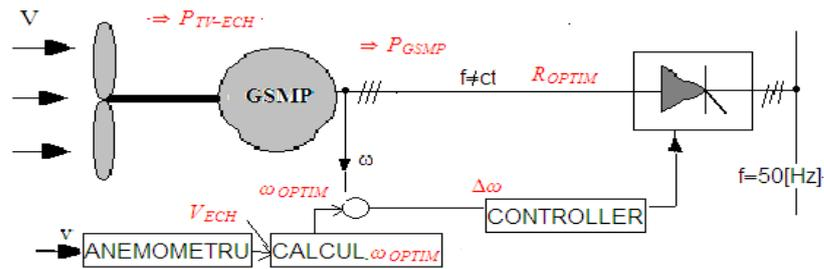 V
⇒ P_TV-ECH
⇒ P_GSMP
GSMP
f≠ct
R_OPTIM
ω
f=50[Hz]
ω_OPTIM
Δω
V_ECH
CONTROLLER
v
ANEMOMETRU
CALCUL ω_OPTIM